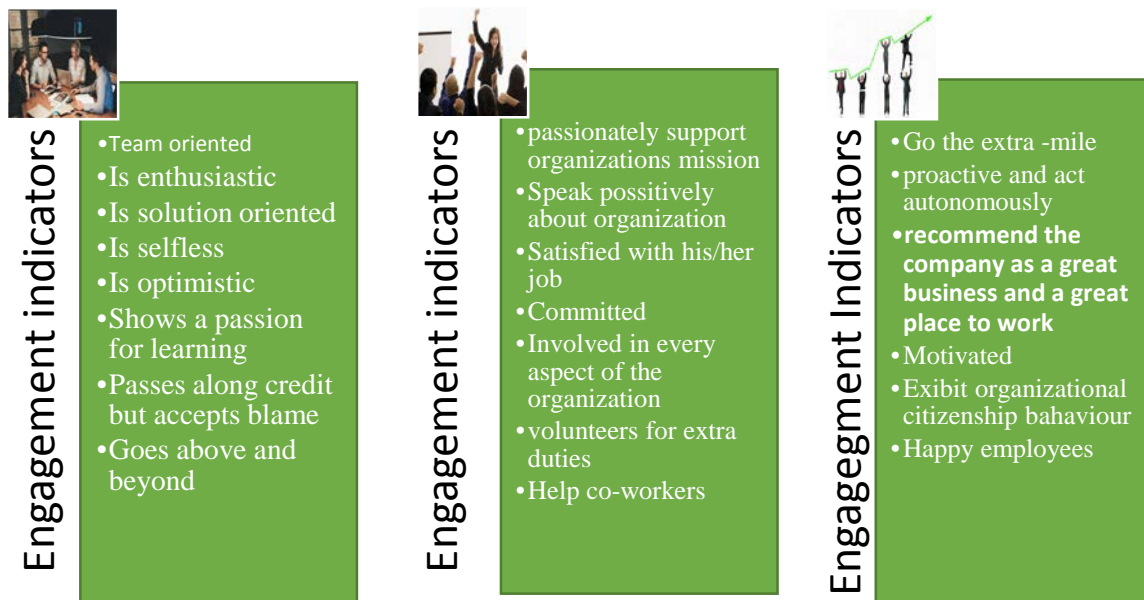 Engagement indicators
•Team oriented
•Is enthusiastic
•Is solution oriented
•Is selfless
•Is optimistic
•Shows a passion
for learning
•Passes along credit
but accepts blame
•Goes above and
beyond
Engagement indicators
•passionately support
organizations mission
•Speak possitively
about organization
•Satisfied with his/her
job
•Committed
•Involved in every
aspect of the
organization
•volunteers for extra
duties
•Help co-workers
Engagegment Indicators
•Go the extra -mile
•proactive and act
autonomously
•recommend the
company as a great
business and a great
place to work
•Motivated
•Exibit organizational
citizenship bahaviour
•Happy employees